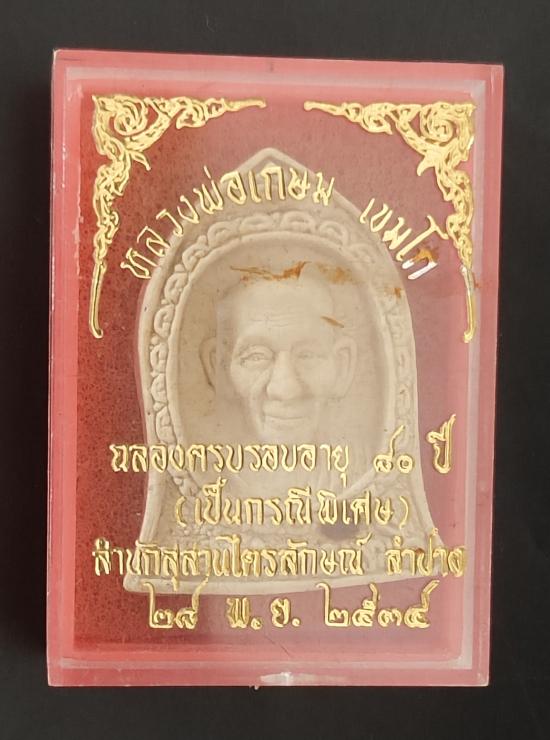 หลวงพ่อเกษม เขมโก
ฉลองครบรอบอายุ ๘๐ ปี
(เป็นกรณีพิเศษ)
สำนักสุสานไตรลักษณ์ ลำปาง
๒๘ พ.ย. ๒๕๓๔